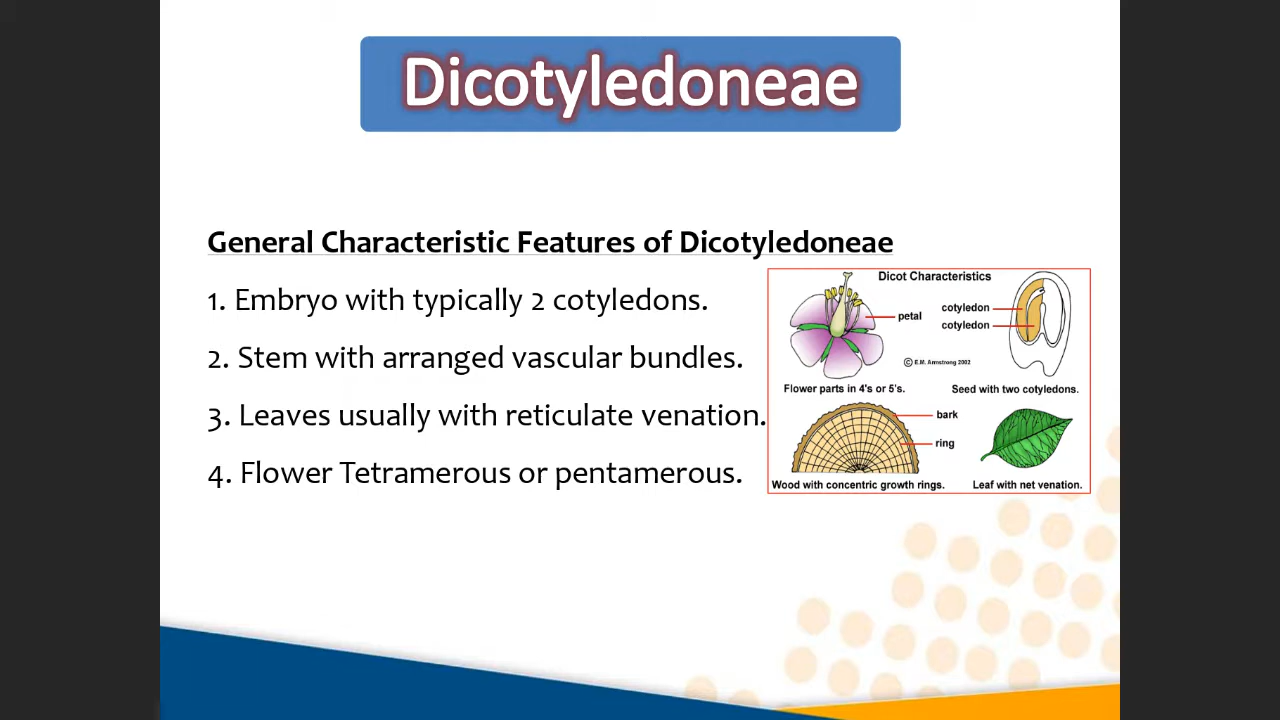 Dicotyledoneae
General Characteristic Features of Dicotyledoneae
1. Embryo with typically 2 cotyledons.
2. Stem with arranged vascular bundles.
3. Leaves usually with reticulate venation.
4. Flower Tetramerous or pentamerous.
Dicot Characteristics
petal
cotyledon
cotyledon
© E.M. Armstrong 2002
Flower parts in 4's or 5's.
Seed with two cotyledons.
bark
ring
Wood with concentric growth rings.
Leaf with net venation.